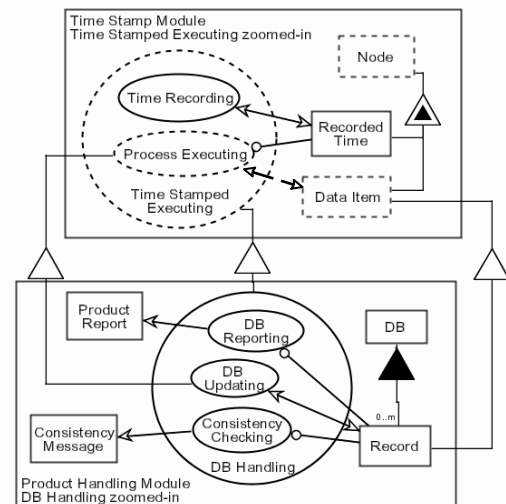 Time Stamp Module
Time Stamped Executing zoomed-in
Node
Time Recording
Recorded
Time
Process Executing
Time Stamped
Executing
Data Item
Product
Report
DB
Reporting
DB
DB
Updating
0..m
Consistency
Message
Consistency
Checking
Record
DB Handling
Product Handling Module
DB Handling zoomed-in